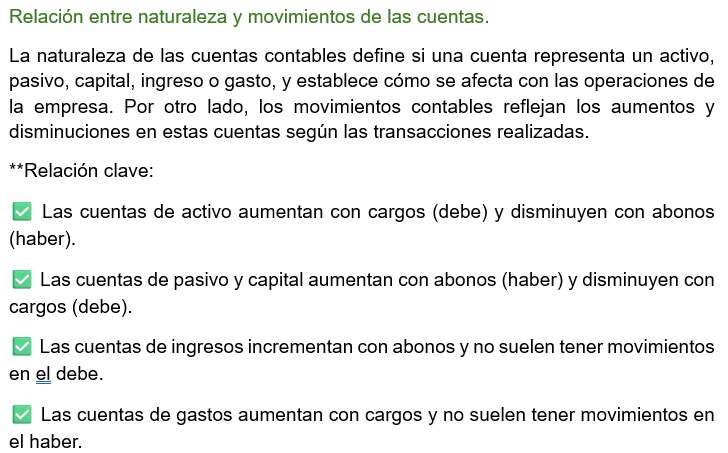 Relación entre naturaleza y movimientos de las cuentas.
La naturaleza de las cuentas contables define si una cuenta representa un activo,
pasivo, capital, ingreso o gasto, y establece cómo se afecta con las operaciones de
la empresa. Por otro lado, los movimientos contables reflejan los aumentos y
disminuciones en estas cuentas según las transacciones realizadas.
**Relación clave:
✅ Las cuentas de activo aumentan con cargos (debe) y disminuyen con abonos
(haber).
✅ Las cuentas de pasivo y capital aumentan con abonos (haber) y disminuyen con
cargos (debe).
✅ Las cuentas de ingresos incrementan con abonos y no suelen tener movimientos
en el debe.
✅ Las cuentas de gastos aumentan con cargos y no suelen tener movimientos en
el haber.